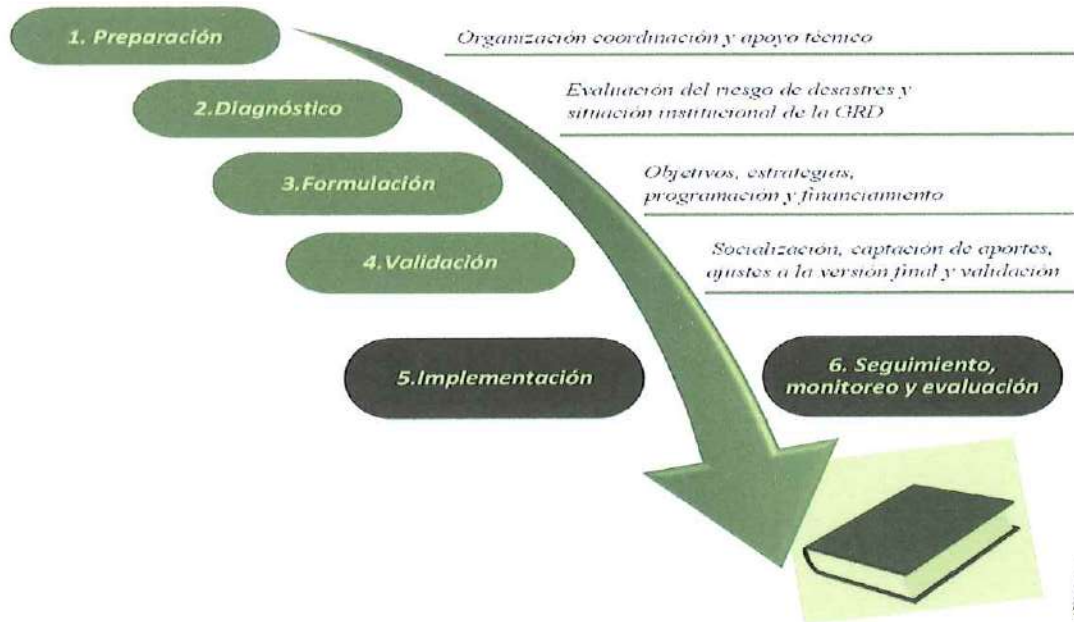 1. Preparación
Organización coordinación y apoyo técnico
2.Diagnóstico
Evaluación del riesgo de desastres y
situación institucional de la GRD
3.Formulación
Objetivos, estrategias,
programación y financiamiento
4.Validación
Socialización, captación de aportes,
ajustes a la versión final y validación
5.Implementación
6. Seguimiento,
monitoreo y evaluación